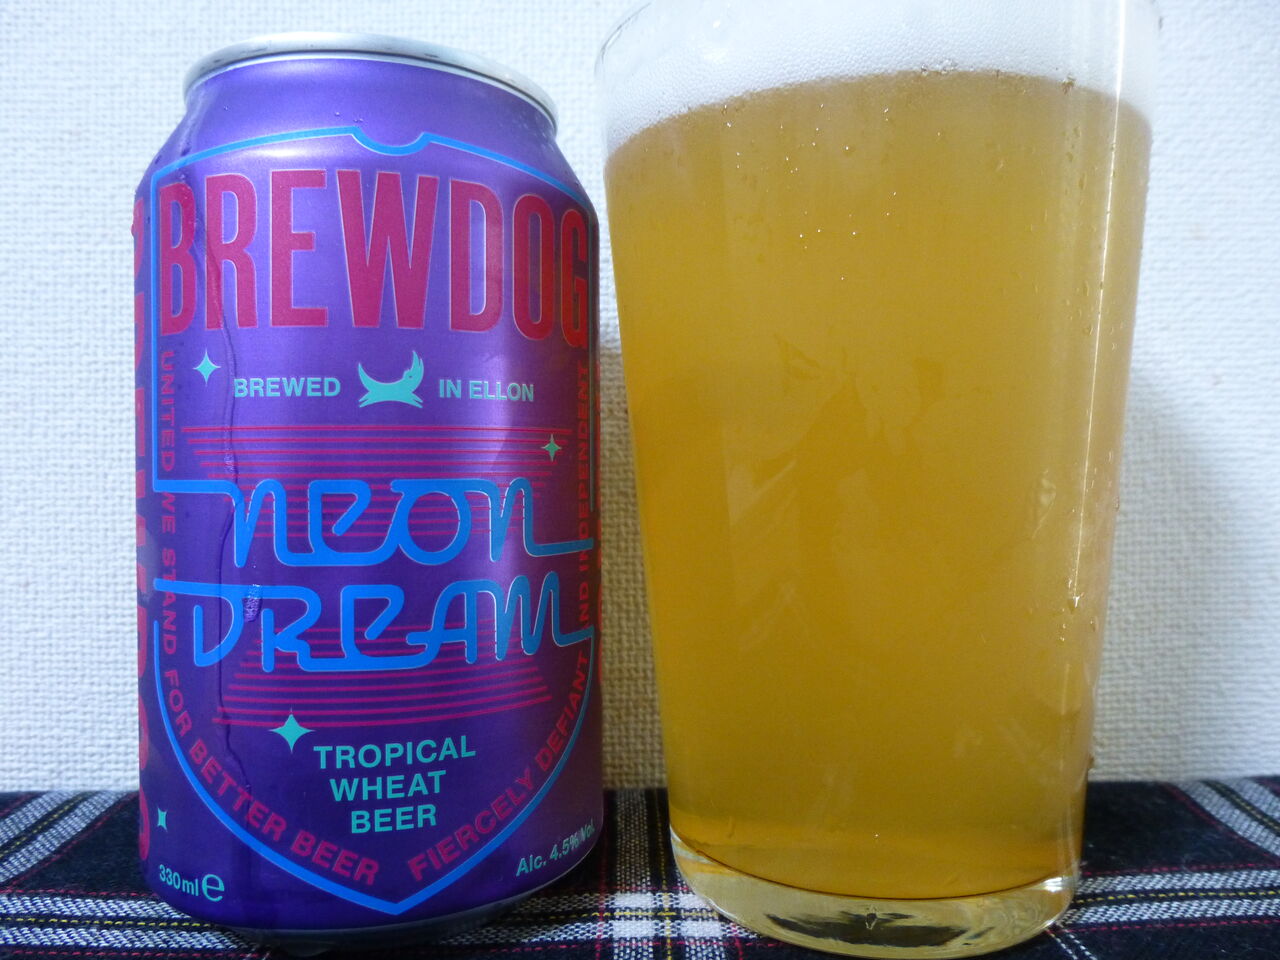 BREWDOG
BREWED IN ELLON
NEON
DREAM
TROPICAL
WHEAT
BEER
UNITED WE STAND FOR BETTER BEER
FIERCELY DEFIANT AND INDEPENDENT
330ml e
Alc. 4.5% Vol.